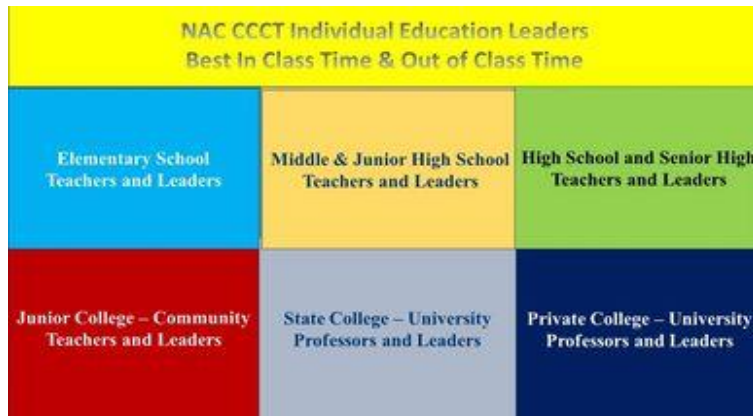 NAC CCCT Individual Education Leaders
Best In Class Time & Out of Class Time
Elementary School
Teachers and Leaders
Middle & Junior High School
Teachers and Leaders
High School and Senior High
Teachers and Leaders
Junior College – Community
Teachers and Leaders
State College – University
Professors and Leaders
Private College – University
Professors and Leaders